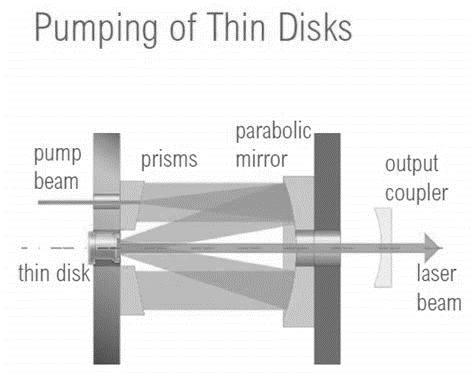 Pumping of Thin Disks
pump
beam
prisms
parabolic
mirror
output
coupler
thin disk
laser
beam